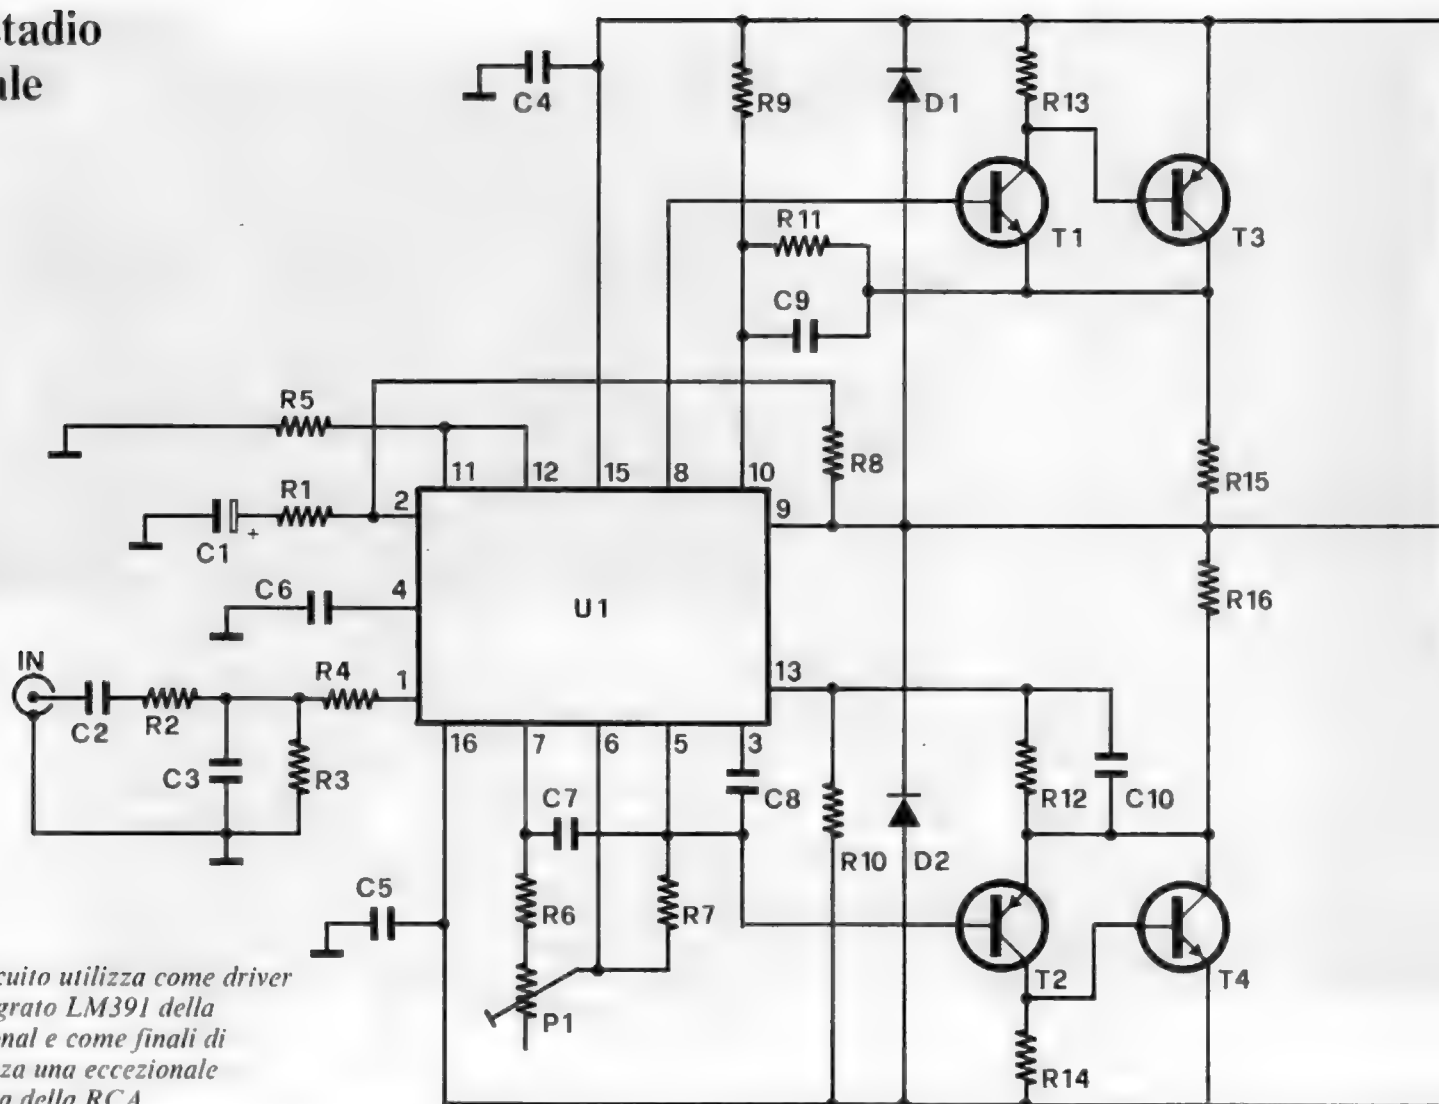 tadio
ale
C4
R9
D1
R13
T1
T3
R11
C9
R5
11
12
15
8
10
R8
R15
R1
2
9
C1
+
C6
4
U1
R16
IN
R4
1
13
C2
R2
C3
R3
16
7
6
5
3
C7
C8
R12
C10
R10
D2
C5
R6
R7
P1
T2
T4
R14
cuito utilizza come driver
grato LM391 della
onal e come finali di
za una eccezionale
a della RCA